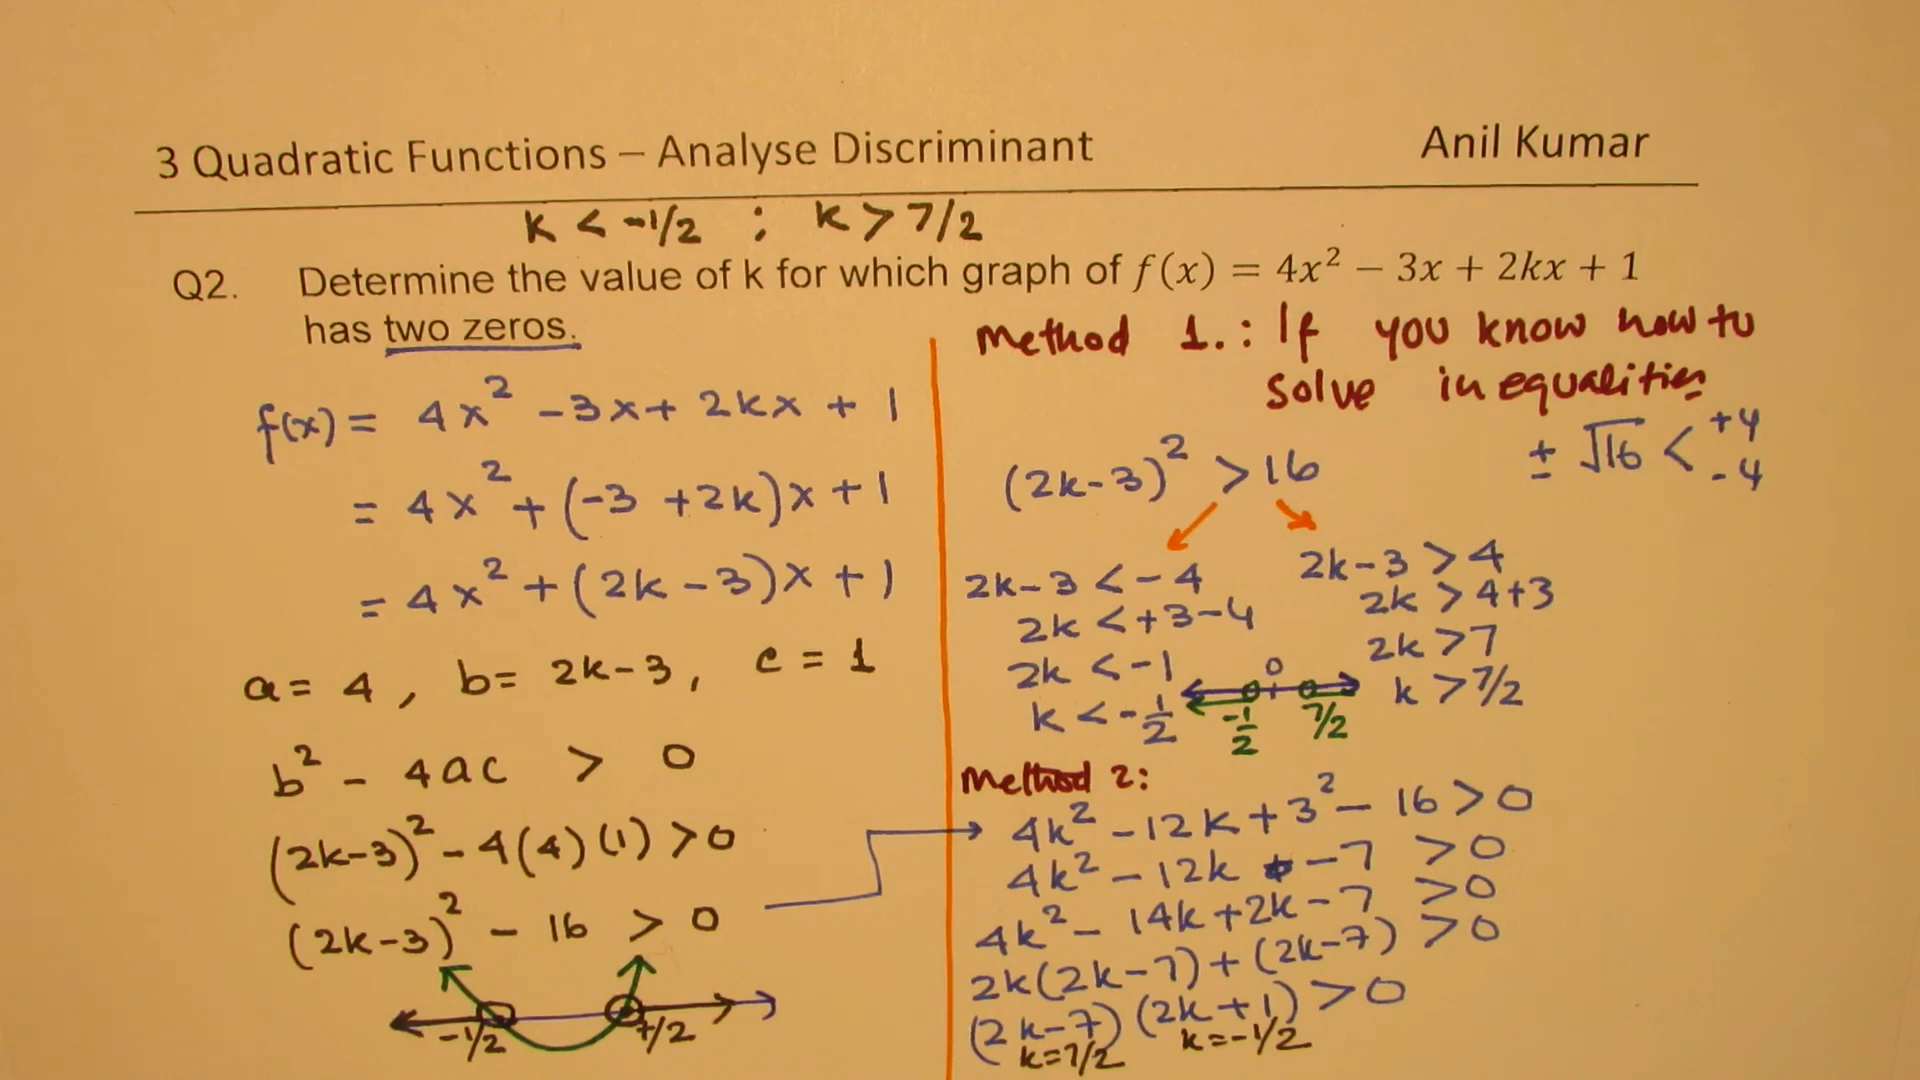 3 Quadratic Functions – Analyse Discriminant Anil Kumar
k < -1/2 ; k > 7/2
Q2. Determine the value of k for which graph of f(x) = 4x² − 3x + 2kx + 1
has two zeros.
f(x) = 4x² - 3x + 2kx + 1
= 4x² + (-3 + 2k)x + 1
= 4x² + (2k - 3)x + 1
a = 4, b = 2k-3, c = 1
b² - 4ac > 0
(2k-3)² - 4(4)(1) > 0
(2k-3)² - 16 > 0
-1/2 7/2
Method 1.: If you know how to
solve inequalities
± √16 < +4
-4
(2k-3)² > 16
2k-3 < -4
2k < +3-4
2k < -1
k < -1/2
2k-3 > 4
2k > 4+3
2k > 7
k > 7/2
0
-1/2 7/2
Method 2:
4k² - 12k + 3² - 16 > 0
4k² - 12k - 7 > 0
4k² - 14k + 2k - 7 > 0
2k(2k-7) + (2k-7) > 0
(2k-7)(2k+1) > 0
k=7/2 k=-1/2